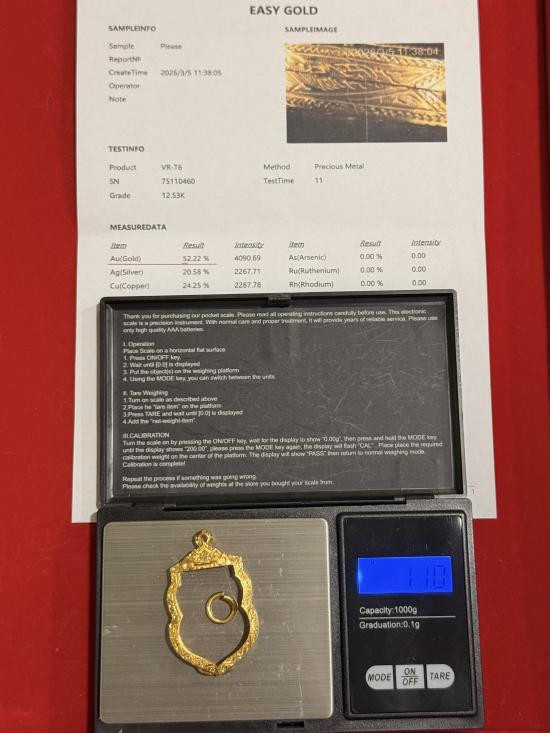 EASY GOLD
SAMPLEINFO
SAMPLEIMAGE
Sample Please
Report№
CreateTime 2026/3/5 11:38:05
Operator
Note
2026/3/5 11:38:04
TESTINFO
Product VR-T6 Method Precious Metal
SN 75110460 TestTime 11
Grade 12.53K
MEASUREDATA
Item Result Intensity Item Result Intensity
Au(Gold) 52.22 % 4090.69 As(Arsenic) 0.00 % 0.00
Ag(Silver) 20.58 % 2267.71 Ru(Ruthenium) 0.00 % 0.00
Cu(Copper) 24.25 % 2287.78 Rh(Rhodium) 0.00 % 0.00
Thank you for purchasing our pocket scale. Please read all operating instructions carefully before use. This electronic
scale is a precision instrument. With normal care and proper treatment, it will provide years of reliable service. Please use
only high quality AAA batteries.
I. Operation
Place Scale on a horizontal flat surface
1. Press ON/OFF key.
2. Wait until [0.0] is displayed
3. Put the object(s) on the weighing platform
4. Using the MODE key, you can switch between the units
II. Tare Weighing
1.Turn on scale as described above
2.Place he "tare item" on the platform
3.Press TARE and wait until [0.0] is displayed
4.Add the "net-weight-item".
III.CALIBRATION
Turn the scale on by pressing the ON/OFF key, wait for the display to show "0.00g", then press and hold the MODE key
until the display shows "200.00", please press the MODE key again, the display will flash "CAL" . Place place the required
calibration weight on the center of the platform. The display will show "PASS" then return to normal weighing mode.
Calibration is complete!
Repeat the process if something was going wrong.
Please check the availability of weights at the store you bought your scale from.
11.0
Capacity:1000g
Graduation:0.1g
MODE ON/OFF TARE